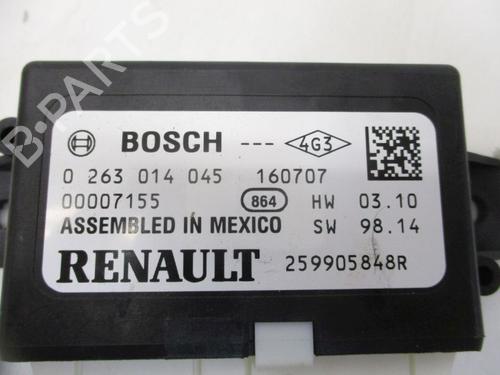 BOSCH --- 4G3
0 263 014 045 160707
00007155 864 HW 03.10
ASSEMBLED IN MEXICO SW 98.14
RENAULT 259905848R
B-PARTS